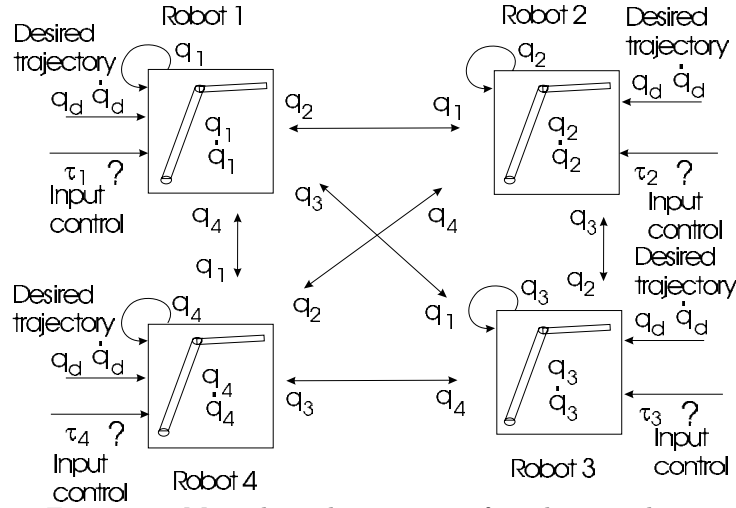 Robot 1
Robot 2
Desired
trajectory
q1
q2
Desired
trajectory
q̇d
qd q̇d
qd
q2
q1
q1
q̇1
q2
q̇2
τ1 ?
Input
control
τ2 ?
Input
control
q3
q4
q4
q1
q3
q2
Desired
trajectory
Desired
trajectory
q4
q2
q1
q3
qd q̇d
qd q̇d
q4
q̇4
q3
q4
q3
q̇3
τ4 ?
Input
control
τ3 ?
Input
control
Robot 4
Robot 3